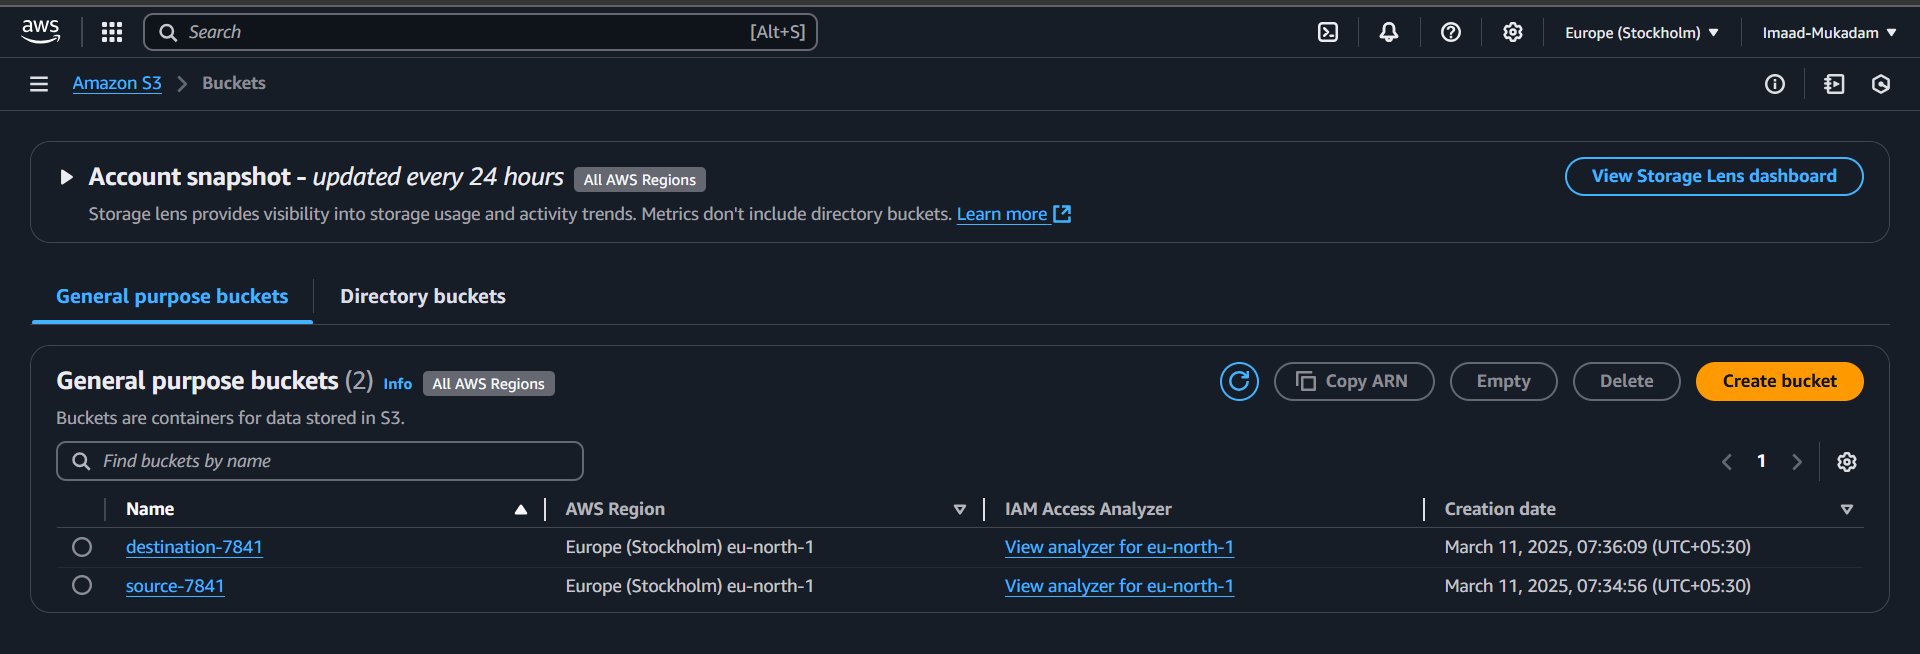 aws Search [Alt+S] Europe (Stockholm) Imaad-Mukadam
Amazon S3 Buckets
Account snapshot - updated every 24 hours All AWS Regions View Storage Lens dashboard
Storage lens provides visibility into storage usage and activity trends. Metrics don't include directory buckets. Learn more
General purpose buckets Directory buckets
General purpose buckets (2) Info All AWS Regions Copy ARN Empty Delete Create bucket
Buckets are containers for data stored in S3.
Find buckets by name 1
Name AWS Region IAM Access Analyzer Creation date
destination-7841 Europe (Stockholm) eu-north-1 View analyzer for eu-north-1 March 11, 2025, 07:36:09 (UTC+05:30)
source-7841 Europe (Stockholm) eu-north-1 View analyzer for eu-north-1 March 11, 2025, 07:34:56 (UTC+05:30)